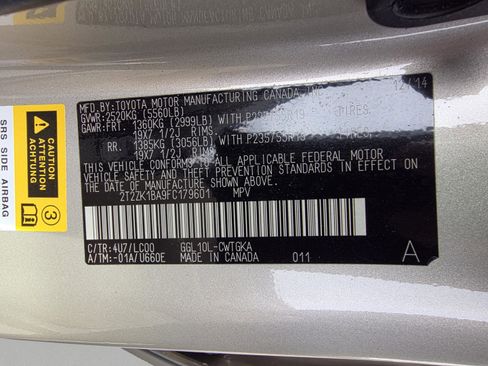 MFD.BY: TOYOTA MOTOR MANUFACTURING CANADA INC. 12/14
GVWR: 2520KG (5560LB)
GAWR: FRT. 1360KG (2999LB) WITH
19X7 1/2J RIMS TIRES,
RR. 1385KG (3056LB) WITH P235/55R19 TIRES,
19X7 1/2J RIMS
THIS VEHICLE CONFORMS TO ALL APPLICABLE FEDERAL MOTOR
VEHICLE SAFETY AND THEFT PREVENTION STANDARDS IN EFFECT
ON THE DATE OF MANUFACTURE SHOWN ABOVE.
2T2ZK1BA9FC179601 MPV
C/TR: 4U7/LC00 GGL10L-CWTGKA
A/TM: -01A/U660E MADE IN CANADA 011 A
SRS SIDE AIRBAG
CAUTION
ATTENTION
ACHTUNG
3